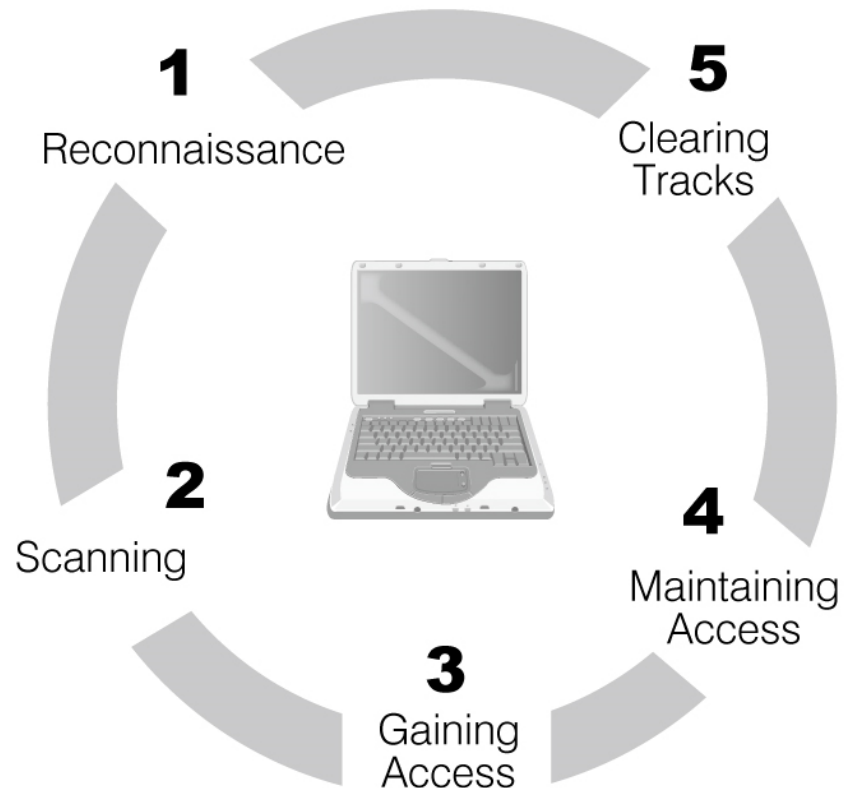 1
Reconnaissance
2
Scanning
3
Gaining
Access
4
Maintaining
Access
5
Clearing
Tracks